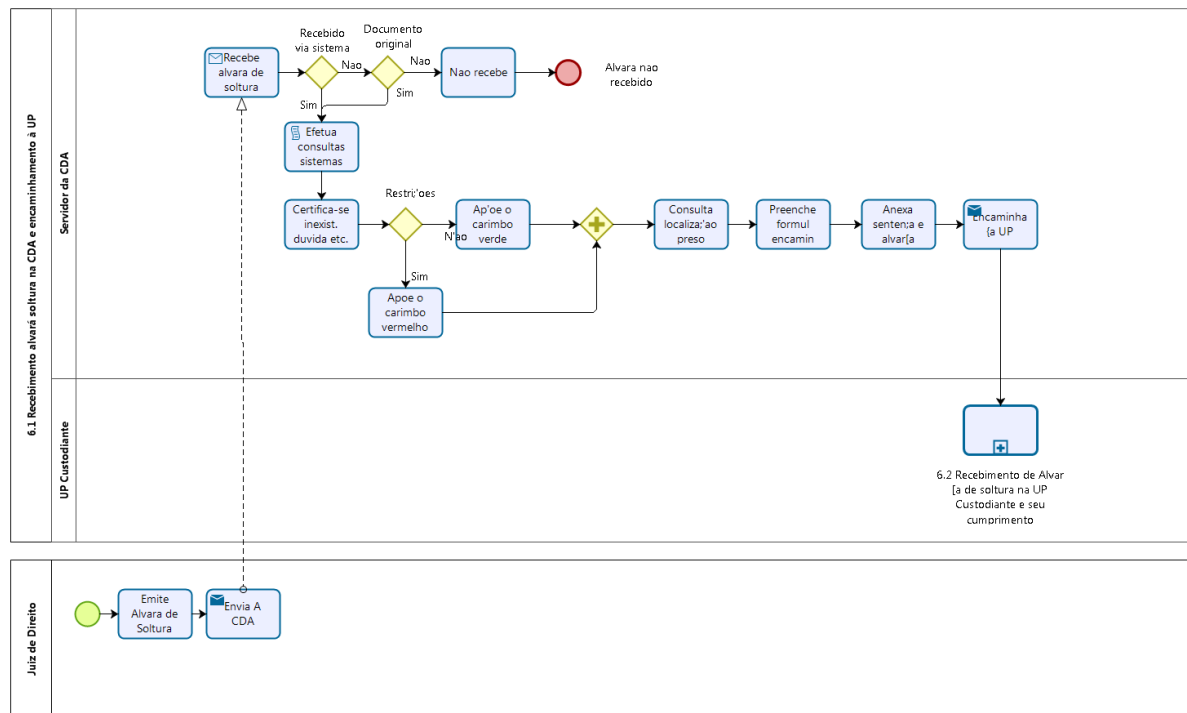 6.1 Recebimento alvará soltura na CDA e encaminhamento à UP
Servidor da CDA
Recebe
alvara de
soltura
Recebido
via sistema
Nao
Sim
Documento
original
Nao
Sim
Nao recebe
Alvara nao
recebido
Efetua
consultas
sistemas
Certifica-se
inexist.
duvida etc.
Restri;'oes
N'ao
Sim
Ap'oe o
carimbo
verde
Apoe o
carimbo
vermelho
Consulta
localiza;'ao
preso
Preenche
formul
encamin
Anexa
senten;a e
alvar[a
Encaminha
{a UP
UP Custodiante
6.2 Recebimento de Alvar
[a de soltura na UP
Custodiante e seu
cumprimento
Juiz de Direito
Emite
Alvara de
Soltura
Envia A
CDA